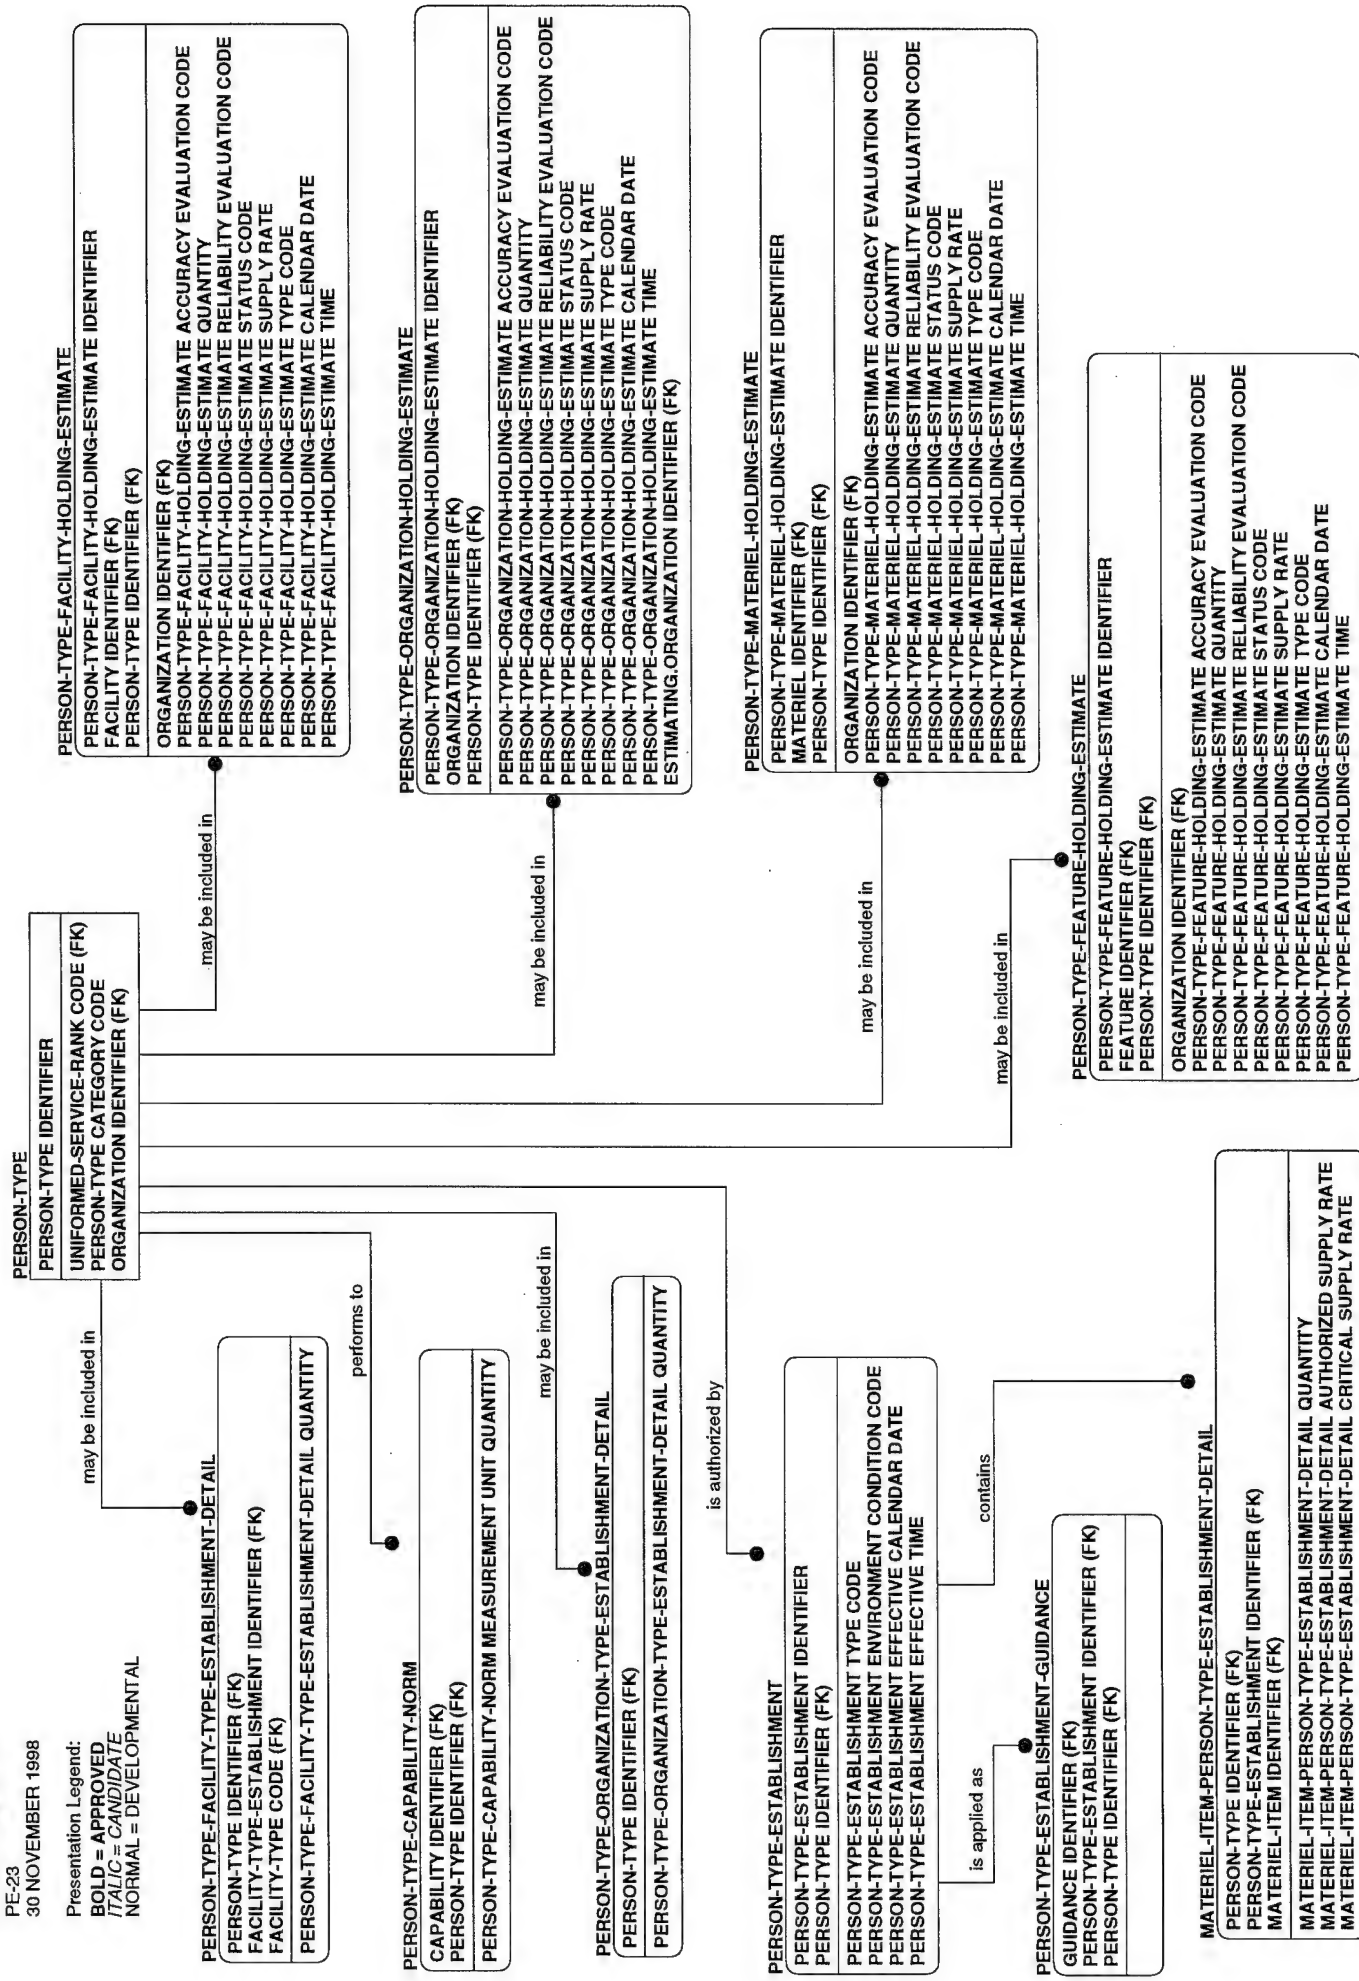 PE-23
30 NOVEMBER 1998
Presentation Legend:
BOLD = APPROVED
ITALIC = CANDIDATE
NORMAL = DEVELOPMENTAL
PERSON-TYPE
PERSON-TYPE IDENTIFIER
UNIFORMED-SERVICE-RANK CODE (FK)
PERSON-TYPE CATEGORY CODE
ORGANIZATION IDENTIFIER (FK)
may be included in
PERSON-TYPE-FACILITY-TYPE-ESTABLISHMENT-DETAIL
PERSON-TYPE IDENTIFIER (FK)
FACILITY-TYPE-ESTABLISHMENT IDENTIFIER (FK)
FACILITY-TYPE CODE (FK)
PERSON-TYPE-FACILITY-TYPE-ESTABLISHMENT-DETAIL QUANTITY
performs to
PERSON-TYPE-CAPABILITY-NORM
CAPABILITY IDENTIFIER (FK)
PERSON-TYPE IDENTIFIER (FK)
PERSON-TYPE-CAPABILITY-NORM MEASUREMENT UNIT QUANTITY
may be included in
PERSON-TYPE-ORGANIZATION-TYPE-ESTABLISHMENT-DETAIL
PERSON-TYPE IDENTIFIER (FK)
PERSON-TYPE-ORGANIZATION-TYPE-ESTABLISHMENT-DETAIL QUANTITY
is authorized by
PERSON-TYPE-ESTABLISHMENT
PERSON-TYPE-ESTABLISHMENT IDENTIFIER
PERSON-TYPE IDENTIFIER (FK)
PERSON-TYPE-ESTABLISHMENT TYPE CODE
PERSON-TYPE-ESTABLISHMENT ENVIRONMENT CONDITION CODE
PERSON-TYPE-ESTABLISHMENT EFFECTIVE CALENDAR DATE
PERSON-TYPE-ESTABLISHMENT EFFECTIVE TIME
is applied as
contains
PERSON-TYPE-ESTABLISHMENT-GUIDANCE
GUIDANCE IDENTIFIER (FK)
PERSON-TYPE-ESTABLISHMENT IDENTIFIER (FK)
PERSON-TYPE IDENTIFIER (FK)
MATERIEL-ITEM-PERSON-TYPE-ESTABLISHMENT-DETAIL
PERSON-TYPE IDENTIFIER (FK)
PERSON-TYPE-ESTABLISHMENT IDENTIFIER (FK)
MATERIEL-ITEM IDENTIFIER (FK)
MATERIEL-ITEM-PERSON-TYPE-ESTABLISHMENT-DETAIL QUANTITY
MATERIEL-ITEM-PERSON-TYPE-ESTABLISHMENT-DETAIL AUTHORIZED SUPPLY RATE
MATERIEL-ITEM-PERSON-TYPE-ESTABLISHMENT-DETAIL CRITICAL SUPPLY RATE
may be included in
PERSON-TYPE-FACILITY-HOLDING-ESTIMATE
PERSON-TYPE-FACILITY-HOLDING-ESTIMATE IDENTIFIER
FACILITY IDENTIFIER (FK)
PERSON-TYPE IDENTIFIER (FK)
ORGANIZATION IDENTIFIER (FK)
PERSON-TYPE-FACILITY-HOLDING-ESTIMATE ACCURACY EVALUATION CODE
PERSON-TYPE-FACILITY-HOLDING-ESTIMATE QUANTITY
PERSON-TYPE-FACILITY-HOLDING-ESTIMATE RELIABILITY EVALUATION CODE
PERSON-TYPE-FACILITY-HOLDING-ESTIMATE STATUS CODE
PERSON-TYPE-FACILITY-HOLDING-ESTIMATE SUPPLY RATE
PERSON-TYPE-FACILITY-HOLDING-ESTIMATE TYPE CODE
PERSON-TYPE-FACILITY-HOLDING-ESTIMATE CALENDAR DATE
PERSON-TYPE-FACILITY-HOLDING-ESTIMATE TIME
may be included in
PERSON-TYPE-ORGANIZATION-HOLDING-ESTIMATE
PERSON-TYPE-ORGANIZATION-HOLDING-ESTIMATE IDENTIFIER
ORGANIZATION IDENTIFIER (FK)
PERSON-TYPE IDENTIFIER (FK)
PERSON-TYPE-ORGANIZATION-HOLDING-ESTIMATE ACCURACY EVALUATION CODE
PERSON-TYPE-ORGANIZATION-HOLDING-ESTIMATE QUANTITY
PERSON-TYPE-ORGANIZATION-HOLDING-ESTIMATE RELIABILITY EVALUATION CODE
PERSON-TYPE-ORGANIZATION-HOLDING-ESTIMATE STATUS CODE
PERSON-TYPE-ORGANIZATION-HOLDING-ESTIMATE SUPPLY RATE
PERSON-TYPE-ORGANIZATION-HOLDING-ESTIMATE TYPE CODE
PERSON-TYPE-ORGANIZATION-HOLDING-ESTIMATE CALENDAR DATE
PERSON-TYPE-ORGANIZATION-HOLDING-ESTIMATE TIME
ESTIMATING.ORGANIZATION IDENTIFIER (FK)
may be included in
PERSON-TYPE-MATERIEL-HOLDING-ESTIMATE
PERSON-TYPE-MATERIEL-HOLDING-ESTIMATE IDENTIFIER
MATERIEL IDENTIFIER (FK)
PERSON-TYPE IDENTIFIER (FK)
ORGANIZATION IDENTIFIER (FK)
PERSON-TYPE-MATERIEL-HOLDING-ESTIMATE ACCURACY EVALUATION CODE
PERSON-TYPE-MATERIEL-HOLDING-ESTIMATE QUANTITY
PERSON-TYPE-MATERIEL-HOLDING-ESTIMATE RELIABILITY EVALUATION CODE
PERSON-TYPE-MATERIEL-HOLDING-ESTIMATE STATUS CODE
PERSON-TYPE-MATERIEL-HOLDING-ESTIMATE SUPPLY RATE
PERSON-TYPE-MATERIEL-HOLDING-ESTIMATE TYPE CODE
PERSON-TYPE-MATERIEL-HOLDING-ESTIMATE CALENDAR DATE
PERSON-TYPE-MATERIEL-HOLDING-ESTIMATE TIME
may be included in
PERSON-TYPE-FEATURE-HOLDING-ESTIMATE
PERSON-TYPE-FEATURE-HOLDING-ESTIMATE IDENTIFIER
FEATURE IDENTIFIER (FK)
PERSON-TYPE IDENTIFIER (FK)
ORGANIZATION IDENTIFIER (FK)
PERSON-TYPE-FEATURE-HOLDING-ESTIMATE ACCURACY EVALUATION CODE
PERSON-TYPE-FEATURE-HOLDING-ESTIMATE QUANTITY
PERSON-TYPE-FEATURE-HOLDING-ESTIMATE RELIABILITY EVALUATION CODE
PERSON-TYPE-FEATURE-HOLDING-ESTIMATE STATUS CODE
PERSON-TYPE-FEATURE-HOLDING-ESTIMATE SUPPLY RATE
PERSON-TYPE-FEATURE-HOLDING-ESTIMATE TYPE CODE
PERSON-TYPE-FEATURE-HOLDING-ESTIMATE CALENDAR DATE
PERSON-TYPE-FEATURE-HOLDING-ESTIMATE TIME